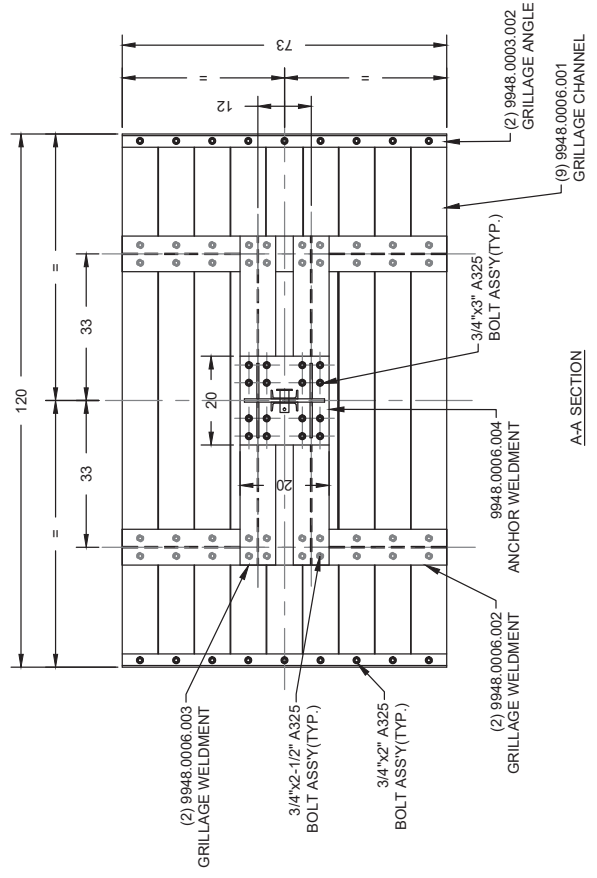 120
=
=
33
33
20
20
12
73
=
=
(2) 9948.0006.003
GRILLAGE WELDMENT
3/4"x2-1/2" A325
BOLT ASS'Y(TYP.)
3/4"x2" A325
BOLT ASS'Y(TYP.)
(2) 9948.0006.002
GRILLAGE WELDMENT
9948.0006.004
ANCHOR WELDMENT
3/4"x3" A325
BOLT ASS'Y(TYP.)
(9) 9948.0006.001
GRILLAGE CHANNEL
(2) 9948.0003.002
GRILLAGE ANGLE
A-A SECTION